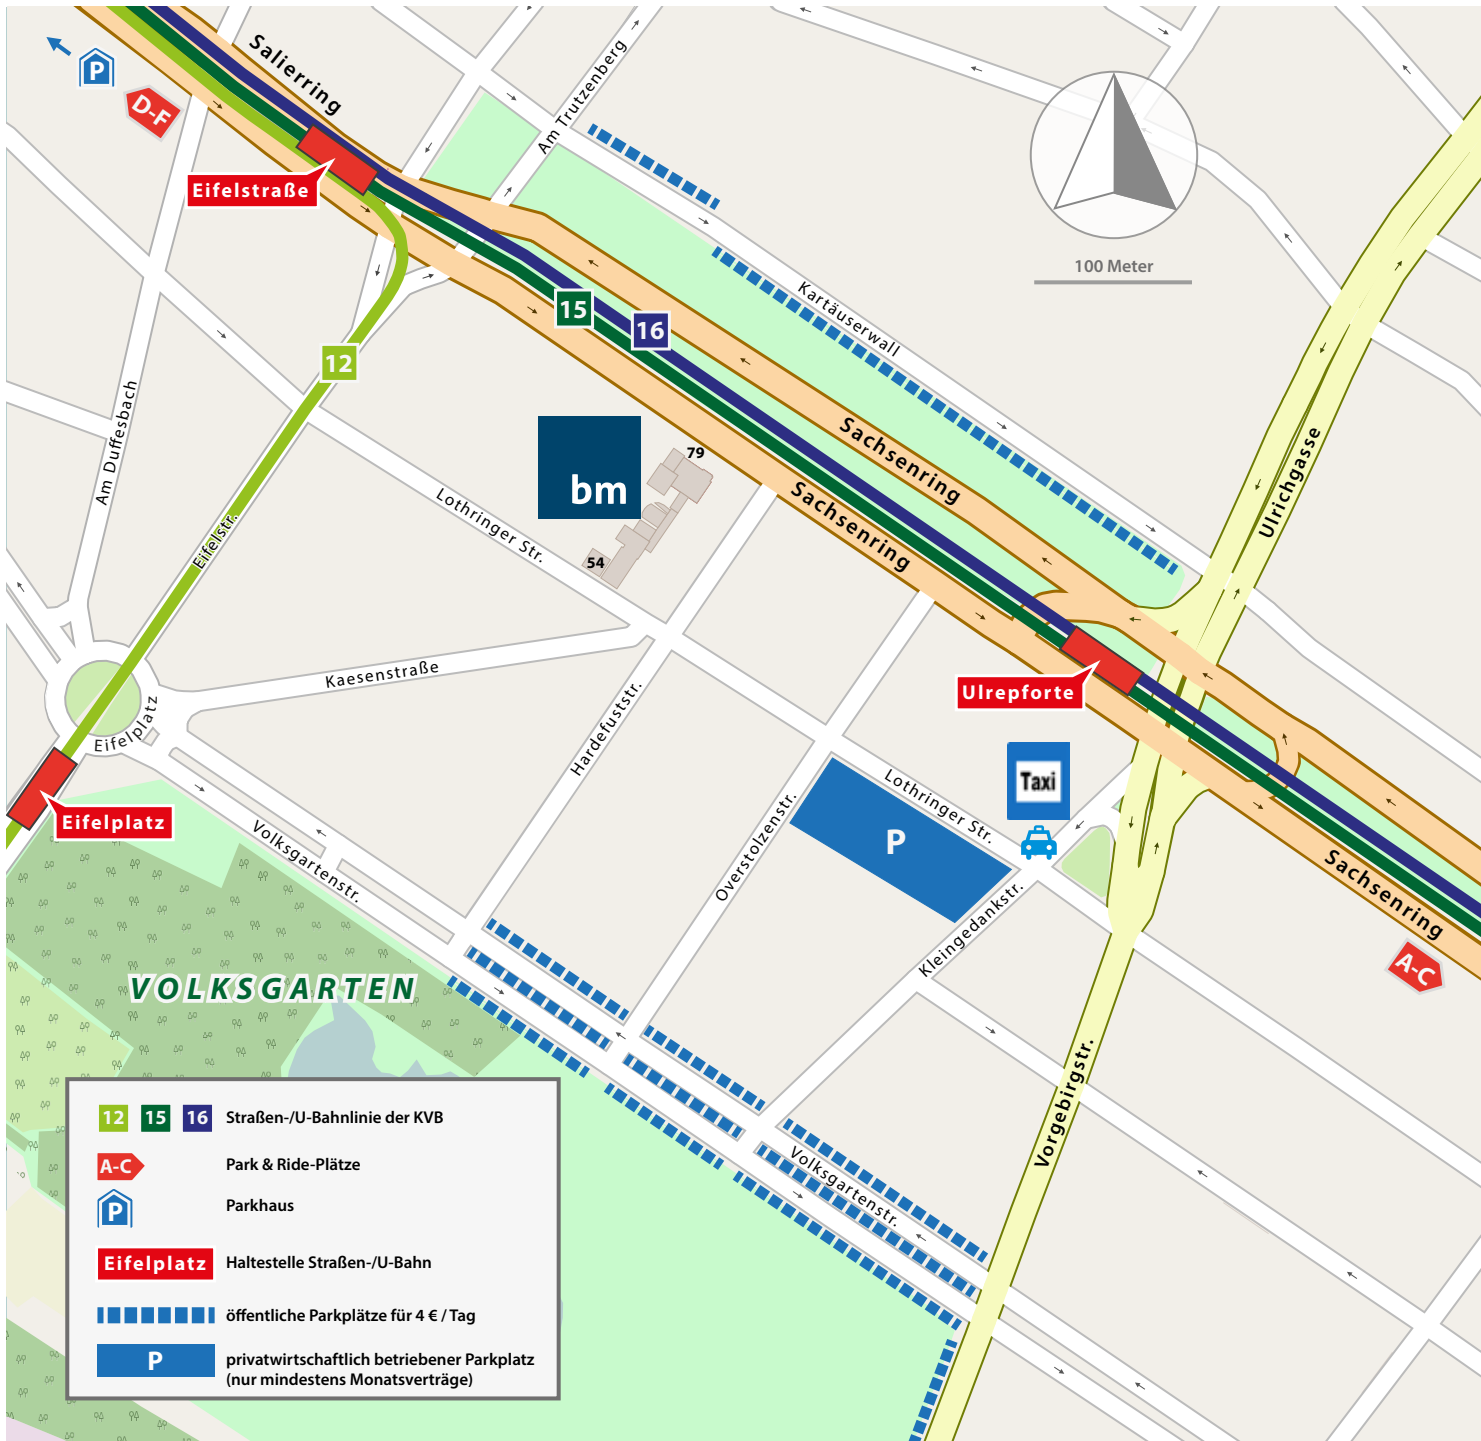 Salierring
P
D-F
Am Trutzenberg
Eifelstraße
100 Meter
Kartäuserwall
15
16
12
Am Duffesbach
Sachsenring
Ulrichgasse
79
bm
Lothringer Str.
Sachsenring
Eifelstr.
54
Kaesenstraße
Ulrepforte
Hardefuststr.
Eifelplatz
Taxi
Eifelplatz
Lothringer Str.
P
Volksgartenstr.
Overstolzenstr.
Sachsenring
Kleingedankstr.
A-C
VOLKSGARTEN
Vorgebirgstr.
Volksgartenstr.
12 15 16 Straßen-/U-Bahnlinie der KVB
A-C Park & Ride-Plätze
P Parkhaus
Eifelplatz Haltestelle Straßen-/U-Bahn
öffentliche Parkplätze für 4 € / Tag
P privatwirtschaftlich betriebener Parkplatz
(nur mindestens Monatsverträge)